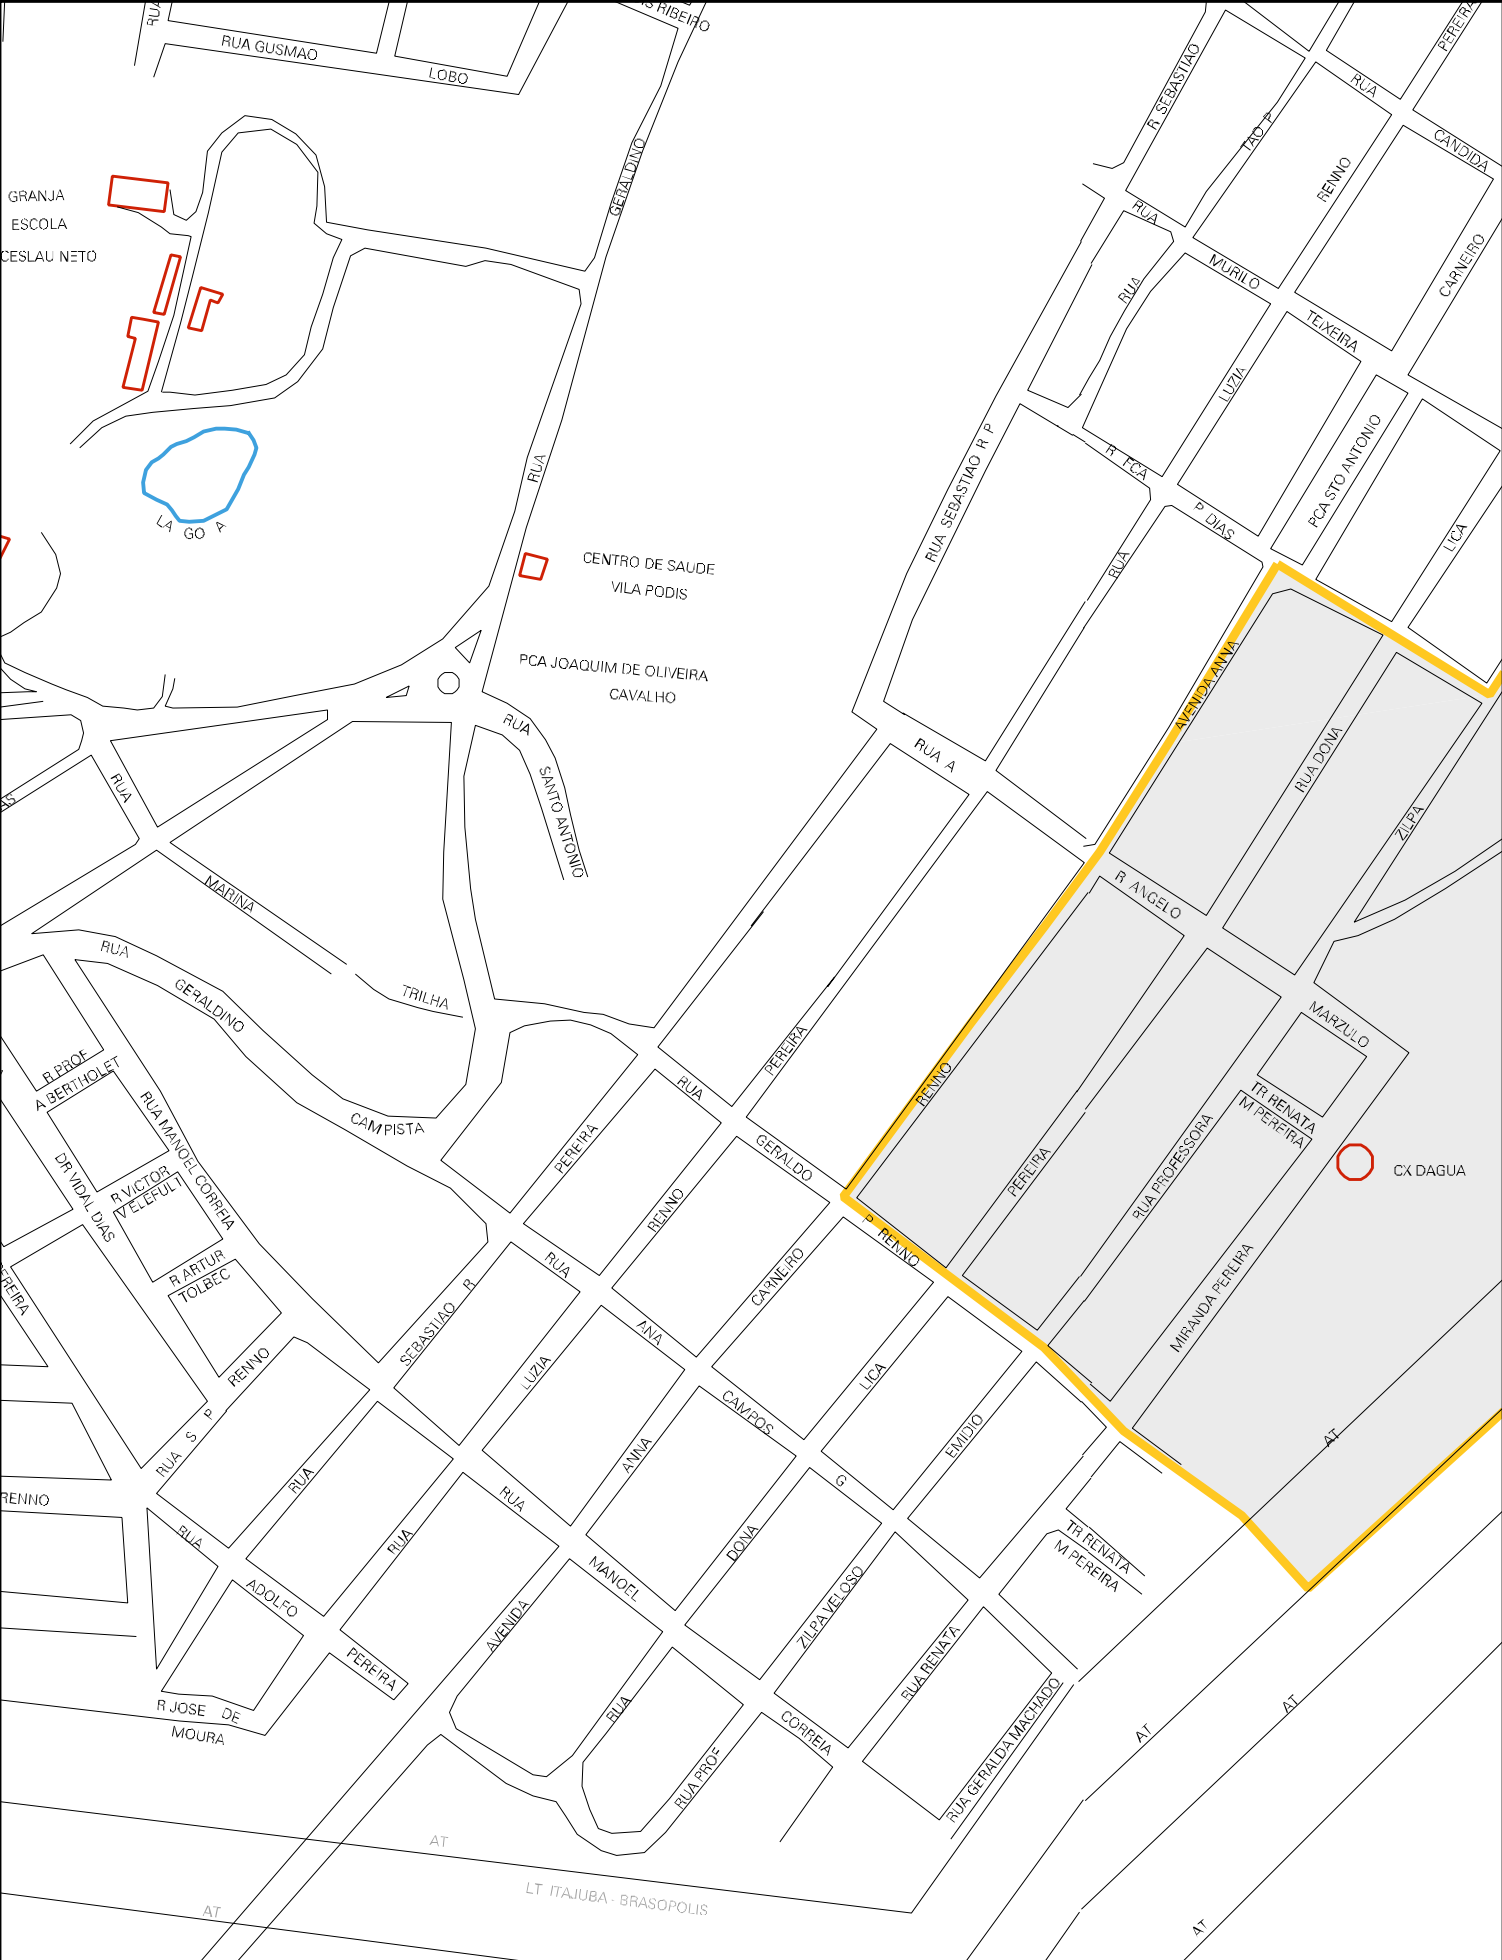 RUA
RUA GUSMAO
LOBO
RIBEIRO
GERALDINO
R SEBASTIAO
TAO P
RENNO
RUA
PEREIRA
CANDIDA
CARNEIRO
GRANJA
ESCOLA
CESLAU NETO
RUA
MURILO
TEIXEIRA
RUA
LUZIA
PCA STO ANTONIO
LICA
LA GO A
RUA
RUA SEBASTIAO R P
R FCA
P DIAS
RUA
CENTRO DE SAUDE
VILA PODIS
PCA JOAQUIM DE OLIVEIRA
CAVALHO
AVENIDA ANNA
RUA DONA
ZILPA
RUA
SANTO ANTONIO
RUA A
RUA
AS
MARINA
TRILHA
RUA
GERALDINO
CAMPISTA
R ANGELO
MARZULO
TR RENATA
M PEREIRA
CX DAGUA
PEREIRA
RENNO
PEREIRA
RUA PROFESSORA
MIRANDA PEREIRA
RUA
GERALDO
P RENNO
R PROF
A BERTHOLET
RUA MANOEL CORREIA
DR VIDAL DIAS
R VICTOR
R ARTUR
TOLBEC
EREIRA
PEREIRA
RENNO
CARNEIRO
LICA
EMIDIO
SEBASTIAO R
RUA
ANA
CAMPOS
G
LUZIA
ANNA
DONA
ZILPA VELOSO
RUA RENATA
RUA GERALDA MACHADO
TR RENATA
M PEREIRA
RENNO
RUA S P
RUA
RUA
RUA
MANOEL
CORREIA
RENNO
RUA
ADOLFO
PEREIRA
R JOSE DE
MOURA
AVENIDA
RUA
RUA PROF
AT
AT
AT
AT
AT
LT ITAJUBA - BRASOPOLIS
AT